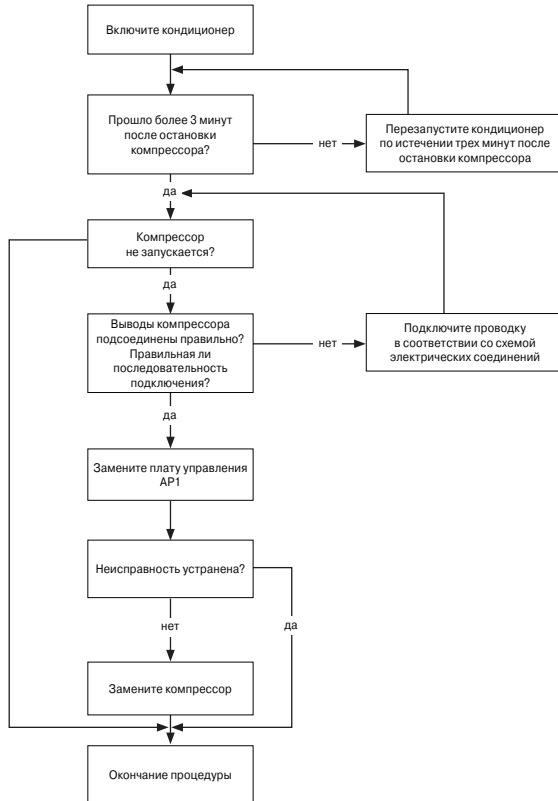 Включите кондиционер
Прошло более 3 минут
после остановки
компрессора?
нет
Перезапустите кондиционер
по истечении трех минут после
остановки компрессора
да
Компрессор
не запускается?
да
Выводы компрессора
подсоединены правильно?
Правильная ли
последовательность
подключения?
нет
Подключите проводку
в соответствии со схемой
электрических соединений
да
Замените плату управления
AP1
Неисправность устранена?
нет
да
Замените компрессор
Окончание процедуры